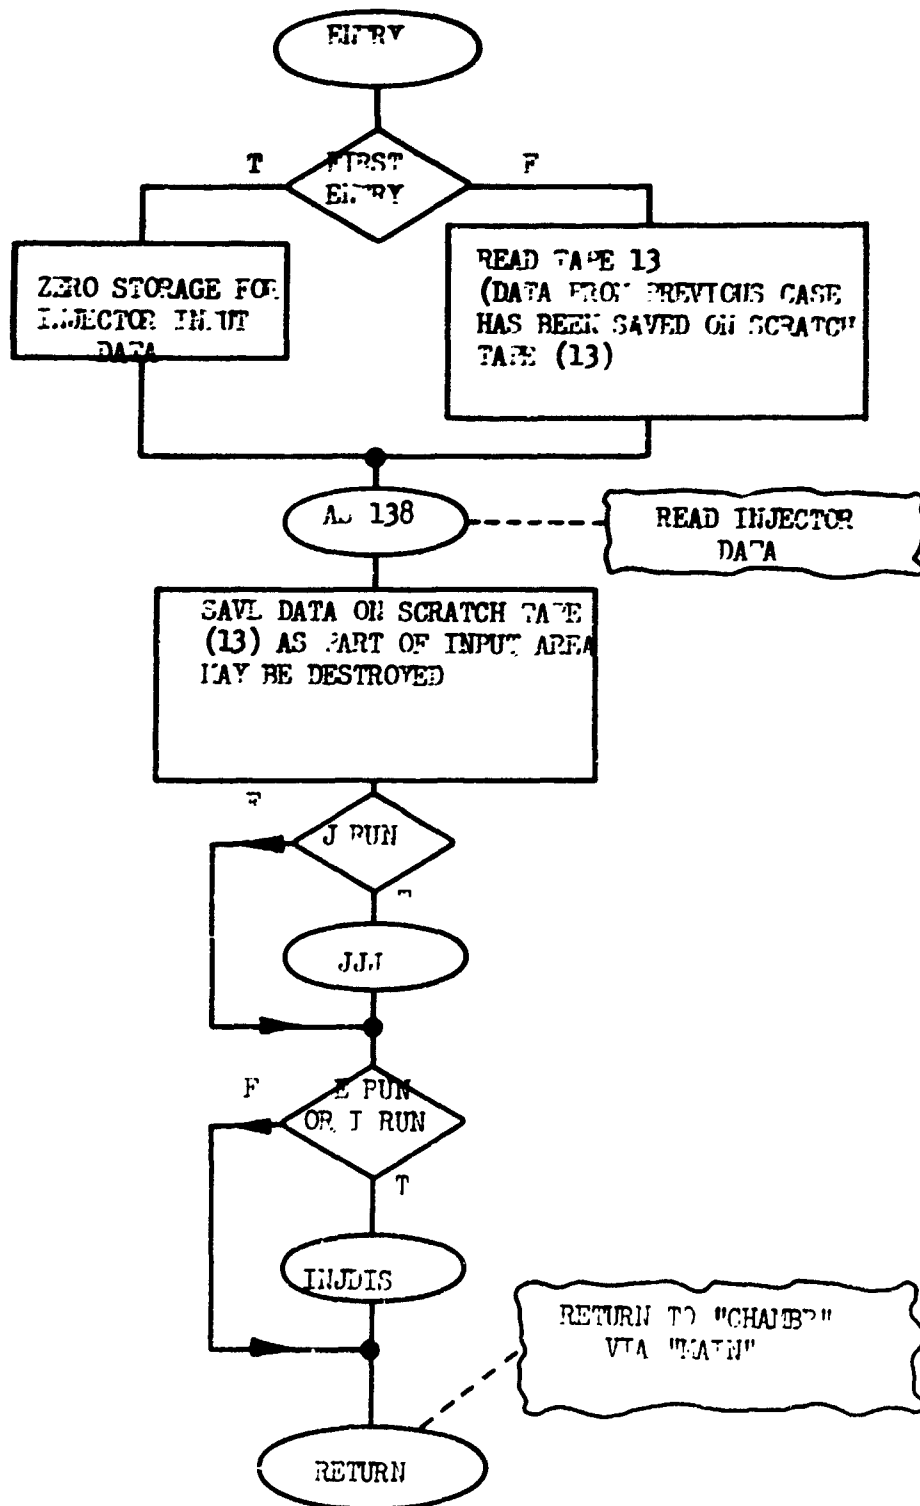 ENTRY
T
FIRST
F
ENTRY
ZERO STORAGE FOR
INJECTOR INPUT
DATA
READ TAPE 13
(DATA FROM PREVIOUS CASE
HAS BEEN SAVED ON SCRATCH
TAPE (13)
138
READ INJECTOR
DATA
SAVE DATA ON SCRATCH TAPE
(13) AS PART OF INPUT AREA
MAY BE DESTROYED
J RUN
JJJ
F
E RUN
OR I RUN
T
INJDIS
RETURN TO "CHAMBR"
VIA "MAIN"
RETURN